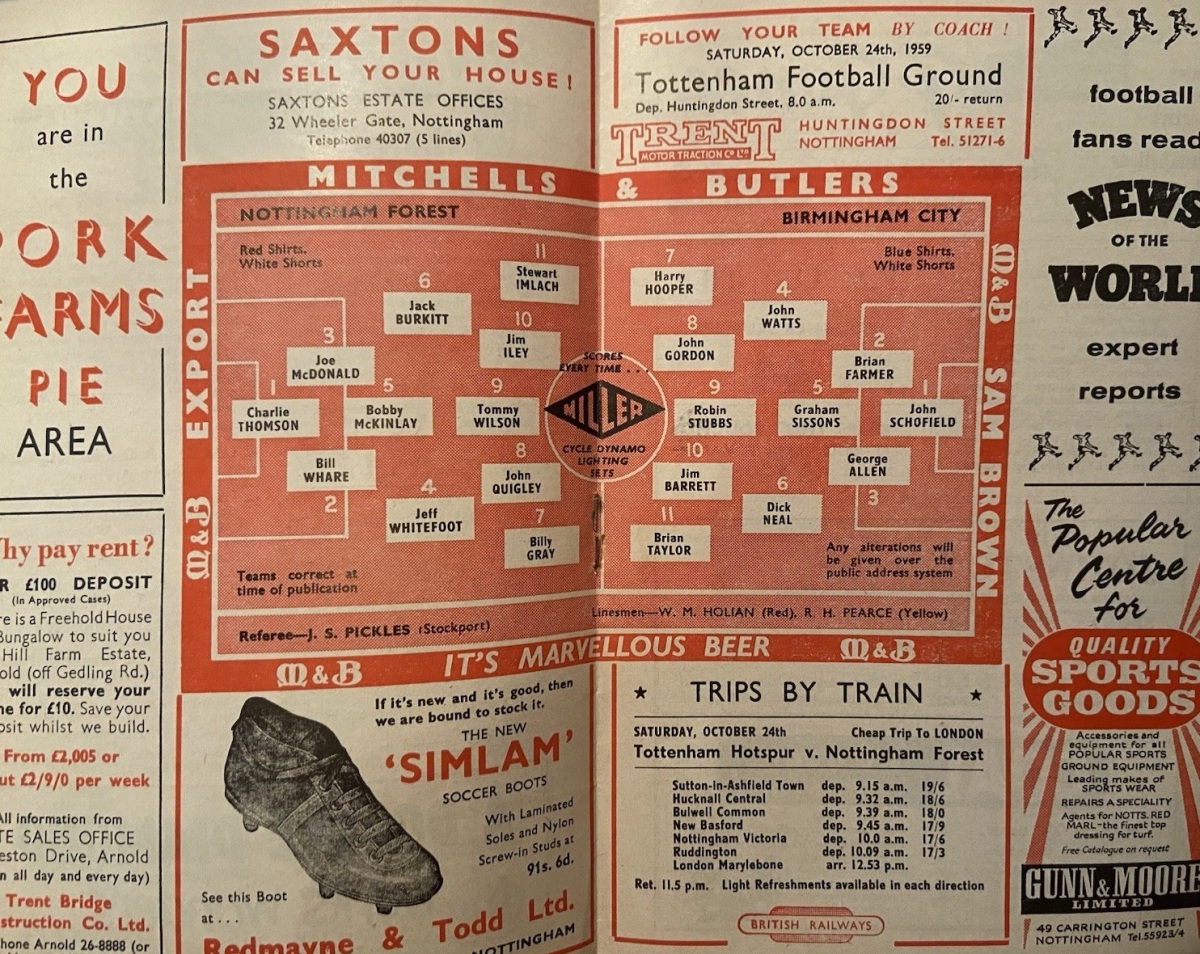 YOU
are in
the
PORK
FARMS
PIE
AREA
hy pay rent?
£100 DEPOSIT
(In Approved Cases)
is a Freehold House
Bungalow to suit you
Hill Farm Estate,
(off Gedling Rd.)
will reserve your
for £10. Save your
whilst we build.
From £2,005 or
£2/9/0 per week
All information from
SALES OFFICE
Drive, Arnold
all day and every day)
Trent Bridge
struction Co. Ltd.
hone Arnold 26-8888 (or
SAXTONS
CAN SELL YOUR HOUSE!
SAXTONS ESTATE OFFICES
32 Wheeler Gate, Nottingham
Telephone 40307 (5 lines)
FOLLOW YOUR TEAM BY COACH !
SATURDAY, OCTOBER 24th, 1959
Tottenham Football Ground
Dep. Huntingdon Street, 8.0 a.m. 20/- return
TRENT
MOTOR TRACTION CO LTD
HUNTINGDON STREET
NOTTINGHAM Tel. 51271-6
MITCHELLS & BUTLERS
M&B EXPORT
NOTTINGHAM FOREST
Red Shirts,
White Shorts
11
Stewart
IMLACH
6
Jack
BURKITT
10
Jim
ILEY
3
Joe
McDONALD
1
Charlie
THOMSON
5
Bobby
McKINLAY
9
Tommy
WILSON
Bill
WHARE
2
8
John
QUIGLEY
4
Jeff
WHITEFOOT
7
Billy
GRAY
Teams correct at
time of publication
Referee—J. S. PICKLES (Stockport)
SCORES
EVERY TIME . . .
MILLER
CYCLE DYNAMO
LIGHTING
SETS
BIRMINGHAM CITY
Blue Shirts,
White Shorts
7
Harry
HOOPER
4
John
WATTS
8
John
GORDON
2
Brian
FARMER
9
Robin
STUBBS
5
Graham
SISSONS
1
John
SCHOFIELD
10
Jim
BARRETT
George
ALLEN
3
6
Dick
NEAL
11
Brian
TAYLOR
Any alterations will
be given over the
public address system
Linesmen—W. M. HOLIAN (Red), R. H. PEARCE (Yellow)
M&B SAM BROWN
M&B IT'S MARVELLOUS BEER M&B
If it's new and it's good, then
we are bound to stock it.
THE NEW
'SIMLAM'
SOCCER BOOTS
With Laminated
Soles and Nylon
Screw-in Studs at
91s. 6d.
See this Boot
at . . .
Redmayne & Todd Ltd.
NOTTINGHAM
★ TRIPS BY TRAIN ★
SATURDAY, OCTOBER 24th Cheap Trip To LONDON
Tottenham Hotspur v. Nottingham Forest
Sutton-in-Ashfield Town dep. 9.15 a.m. 19/6
Hucknall Central dep. 9.32 a.m. 18/6
Bulwell Common dep. 9.39 a.m. 18/0
New Basford dep. 9.45 a.m. 17/9
Nottingham Victoria dep. 10.0 a.m. 17/6
Ruddington dep. 10.09 a.m. 17/3
London Marylebone arr. 12.53 p.m.
Ret. 11.5 p.m. Light Refreshments available in each direction
BRITISH RAILWAYS
football
fans read
NEWS
OF THE
WORLD
expert
reports
The
Popular
Centre
for
QUALITY
SPORTS
GOODS
Accessories and
equipment for all
POPULAR SPORTS
GROUND EQUIPMENT
Leading makes of
SPORTS WEAR
REPAIRS A SPECIALITY
Agents for NOTTS. RED
MARL—the finest top
dressing for turf.
Free Catalogue on request
GUNN & MOORE
LIMITED
49 CARRINGTON STREET
NOTTINGHAM Tel.55923/4